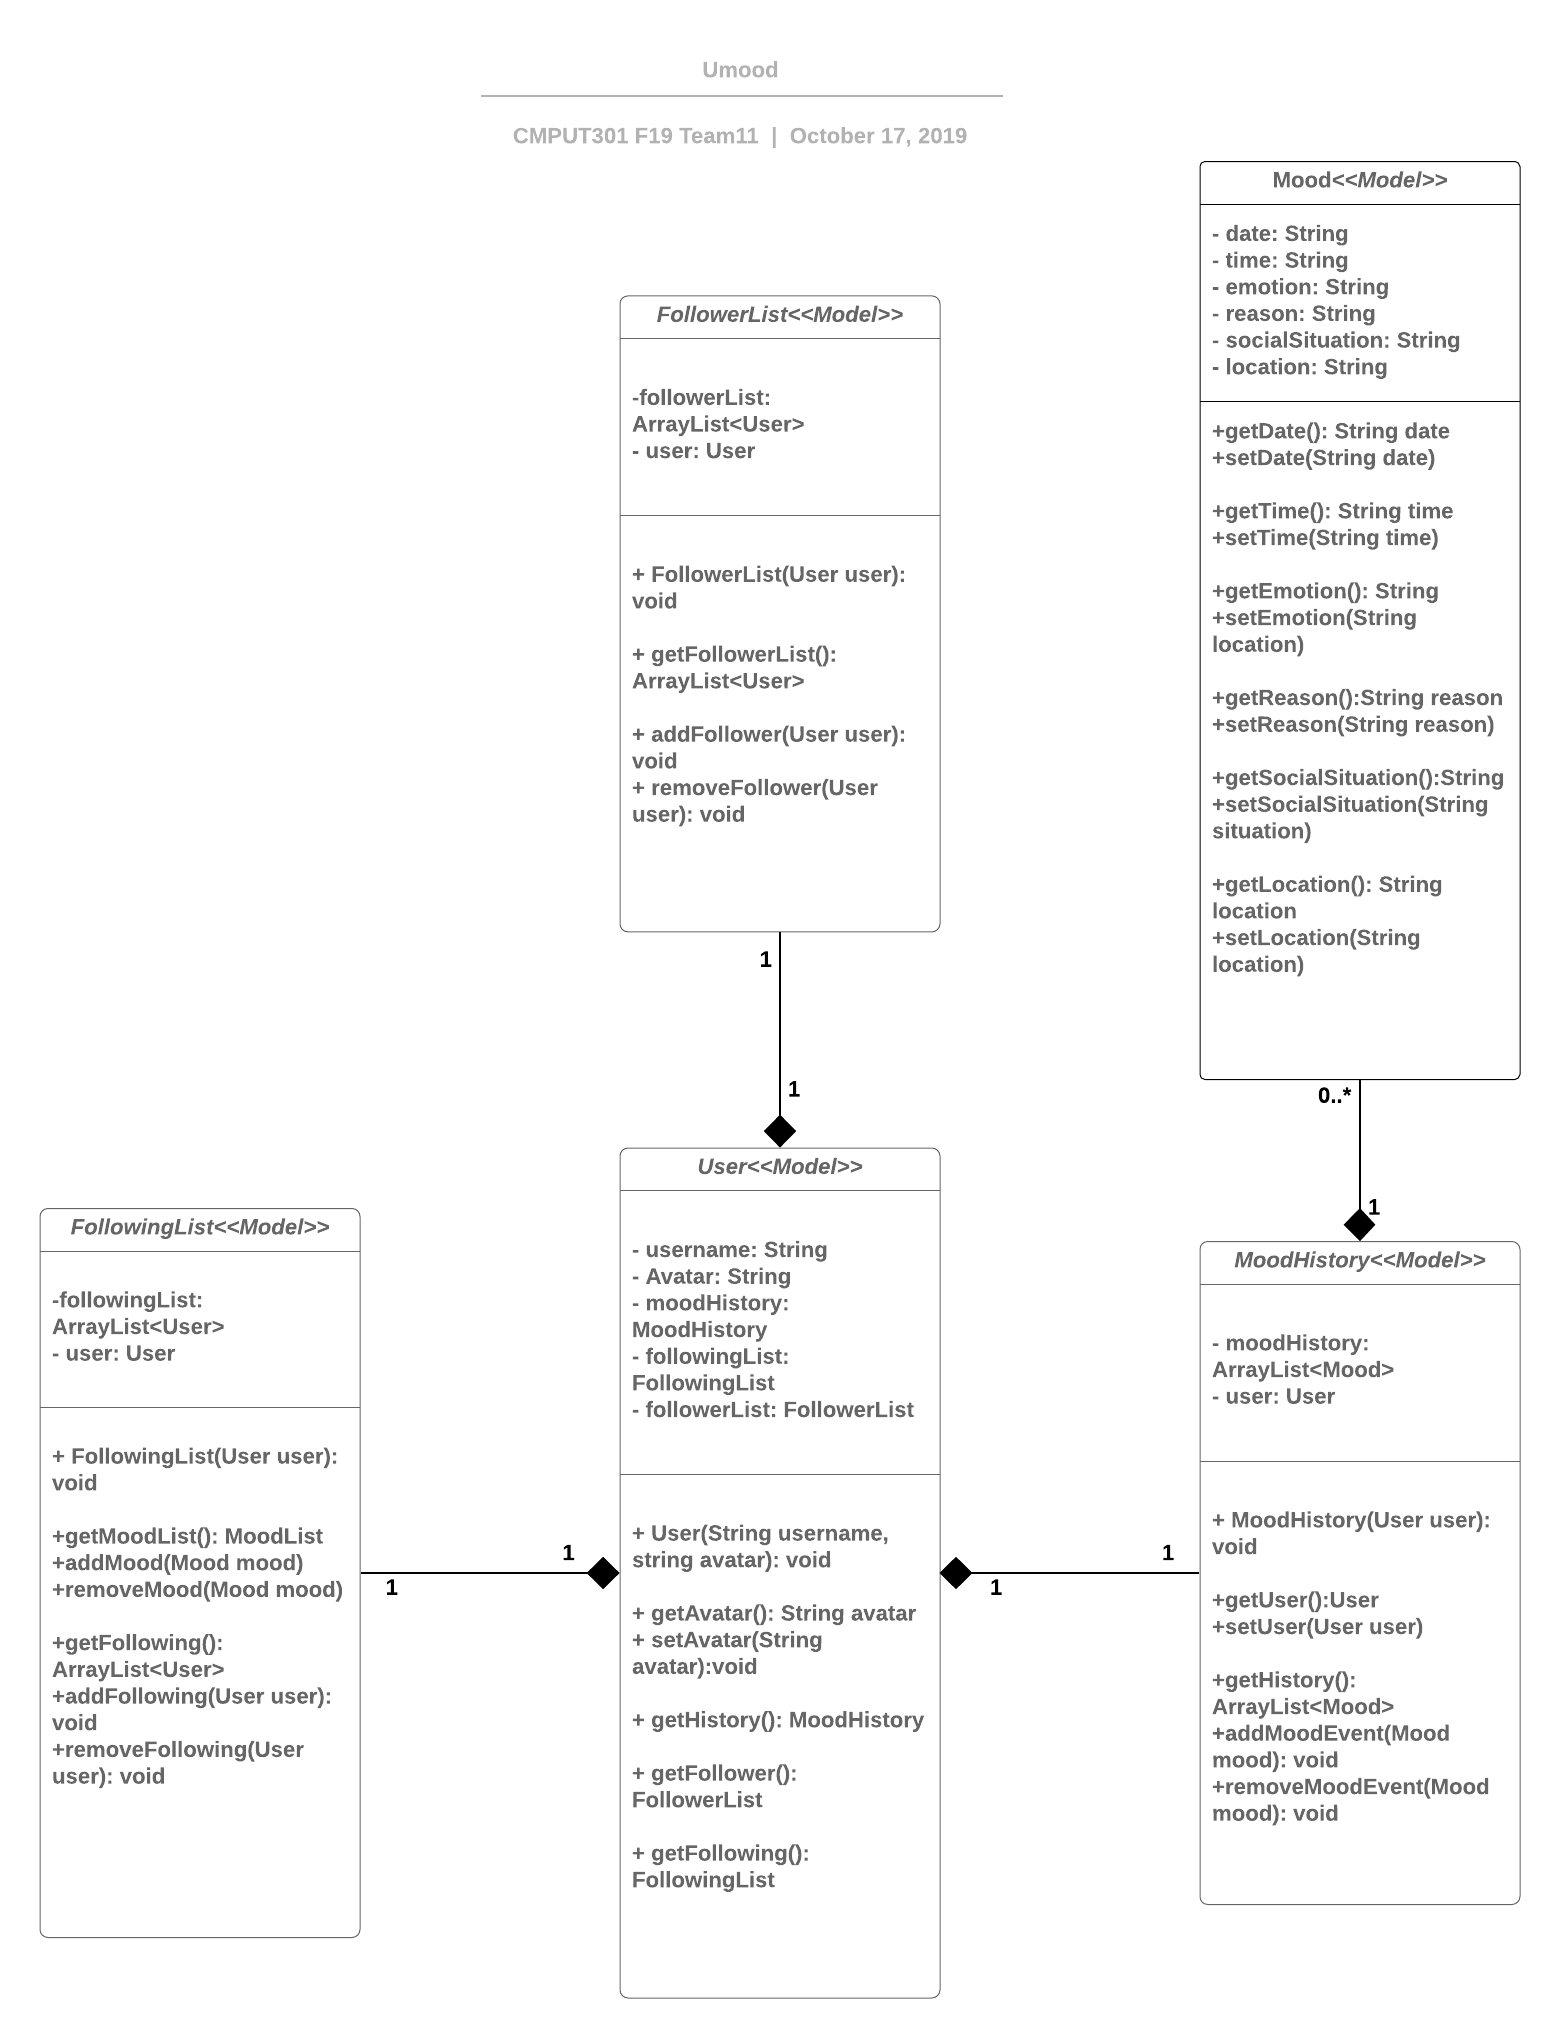 Umood
CMPUT301 F19 Team11 | October 17, 2019
Mood<<Model>>
- date: String
- time: String
- emotion: String
- reason: String
- socialSituation: String
- location: String
+getDate(): String date
+setDate(String date)
+getTime(): String time
+setTime(String time)
+getEmotion(): String
+setEmotion(String
location)
+getReason():String reason
+setReason(String reason)
+getSocialSituation():String
+setSocialSituation(String
situation)
+getLocation(): String
location
+setLocation(String
location)
FollowerList<<Model>>
-followerList:
ArrayList<User>
- user: User
+ FollowerList(User user):
void
+ getFollowerList():
ArrayList<User>
+ addFollower(User user):
void
+ removeFollower(User
user): void
1
1
0..*
1
FollowingList<<Model>>
-followingList:
ArrayList<User>
- user: User
+ FollowingList(User user):
void
+getMoodList(): MoodList
+addMood(Mood mood)
+removeMood(Mood mood)
+getFollowing():
ArrayList<User>
+addFollowing(User user):
void
+removeFollowing(User
user): void
1
1
User<<Model>>
- username: String
- Avatar: String
- moodHistory:
MoodHistory
- followingList:
FollowingList
- followerList: FollowerList
+ User(String username,
string avatar): void
+ getAvatar(): String avatar
+ setAvatar(String
avatar):void
+ getHistory(): MoodHistory
+ getFollower():
FollowerList
+ getFollowing():
FollowingList
1
1
MoodHistory<<Model>>
- moodHistory:
ArrayList<Mood>
- user: User
+ MoodHistory(User user):
void
+getUser():User
+setUser(User user)
+getHistory():
ArrayList<Mood>
+addMoodEvent(Mood
mood): void
+removeMoodEvent(Mood
mood): void